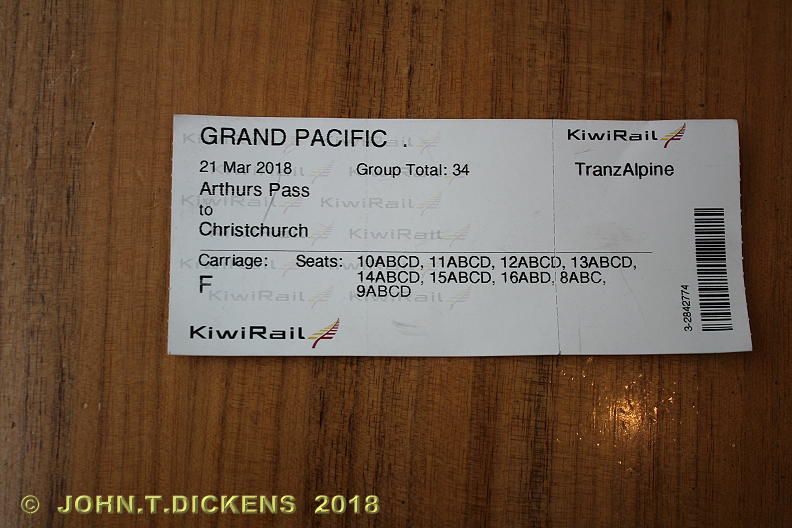 GRAND PACIFIC .
KiwiRail
21 Mar 2018 Group Total: 34 TranzAlpine
Arthurs Pass
to
Christchurch
Carriage: Seats: 10ABCD, 11ABCD, 12ABCD, 13ABCD,
F 14ABCD, 15ABCD, 16ABD, 8ABC,
9ABCD
KiwiRail
3-2842774
© JOHN.T.DICKENS 2018